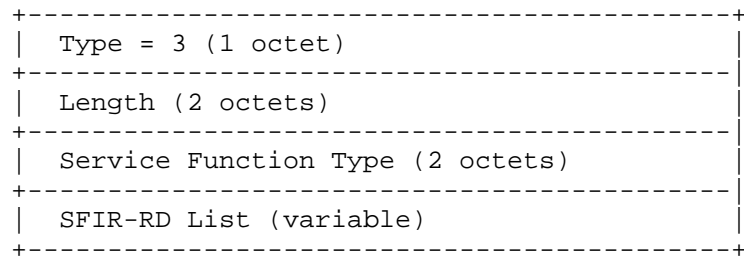 Type = 3 (1 octet)
Length (2 octets)
Service Function Type (2 octets)
SFIR-RD List (variable)